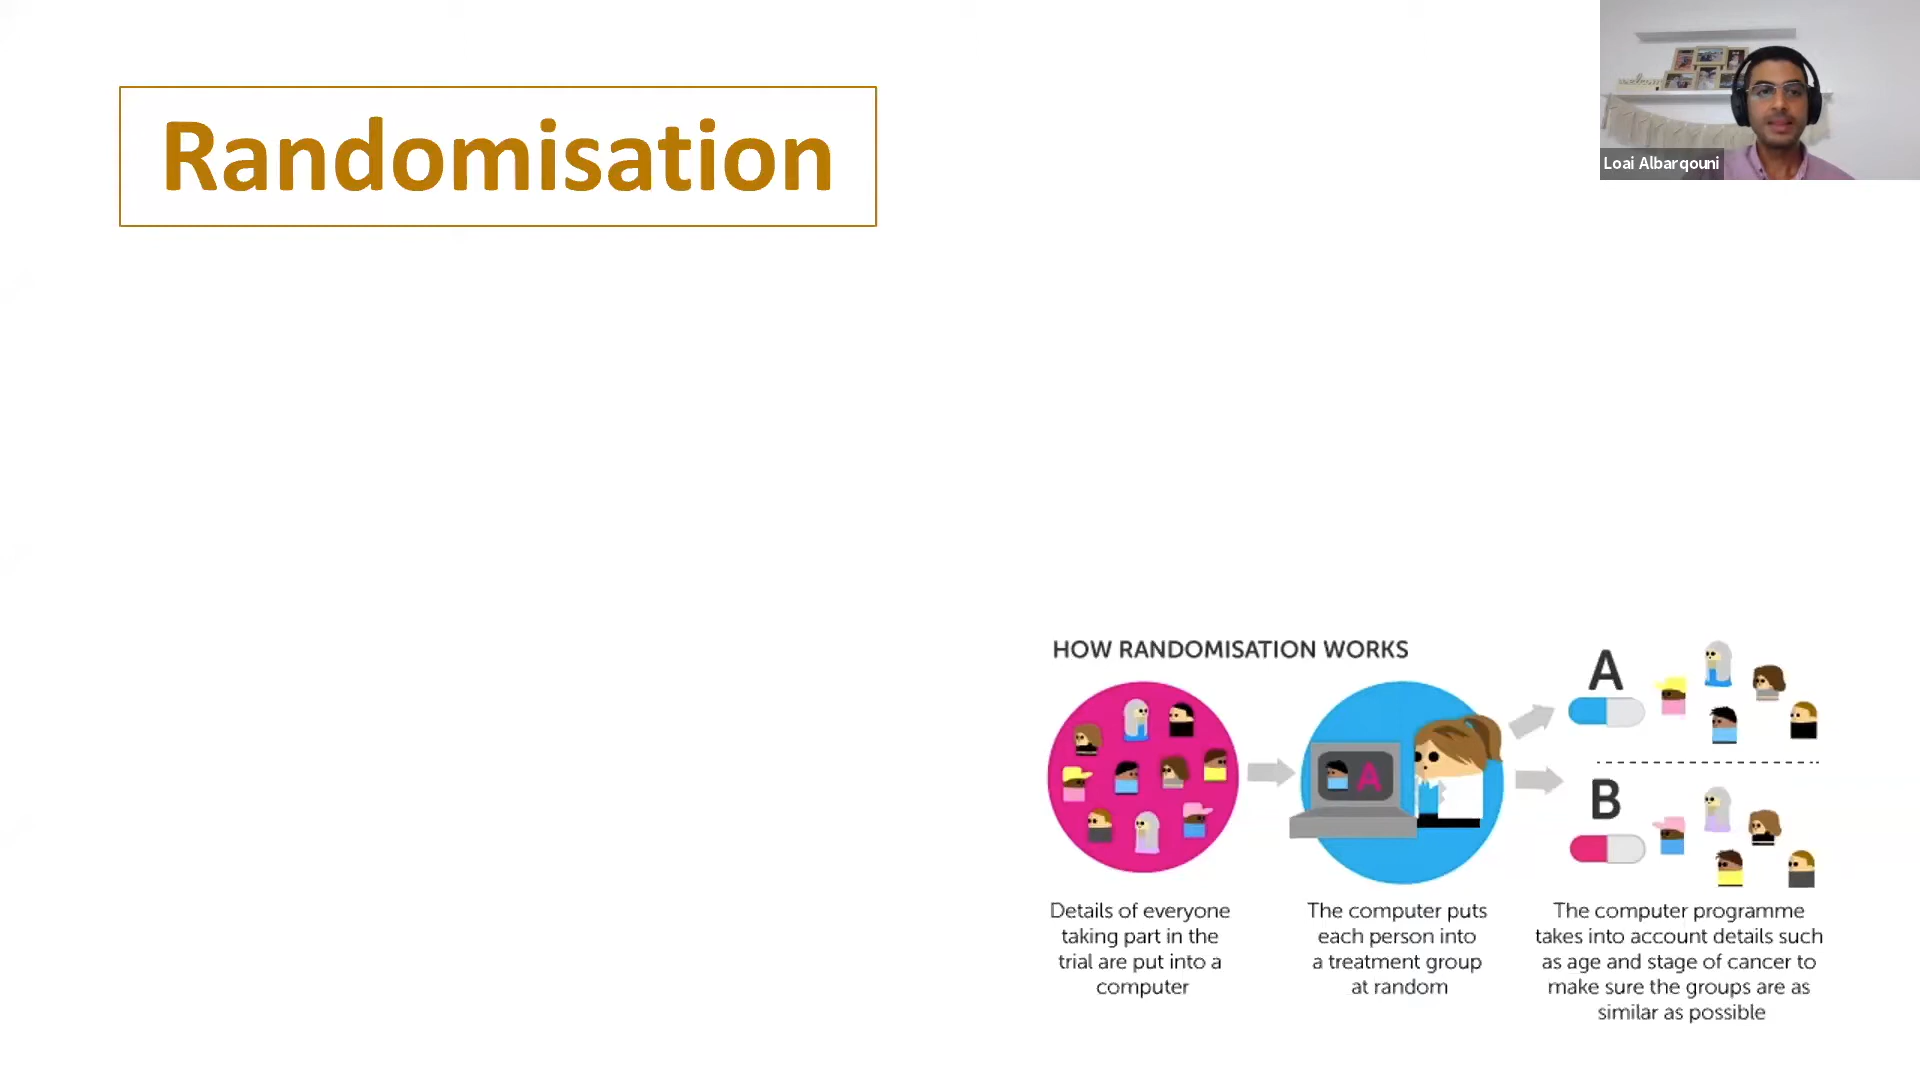 Randomisation
Loai Albarqouni
HOW RANDOMISATION WORKS
A
A
B
Details of everyone
taking part in the
trial are put into a
computer
The computer puts
each person into
a treatment group
at random
The computer programme
takes into account details such
as age and stage of cancer to
make sure the groups are as
similar as possible